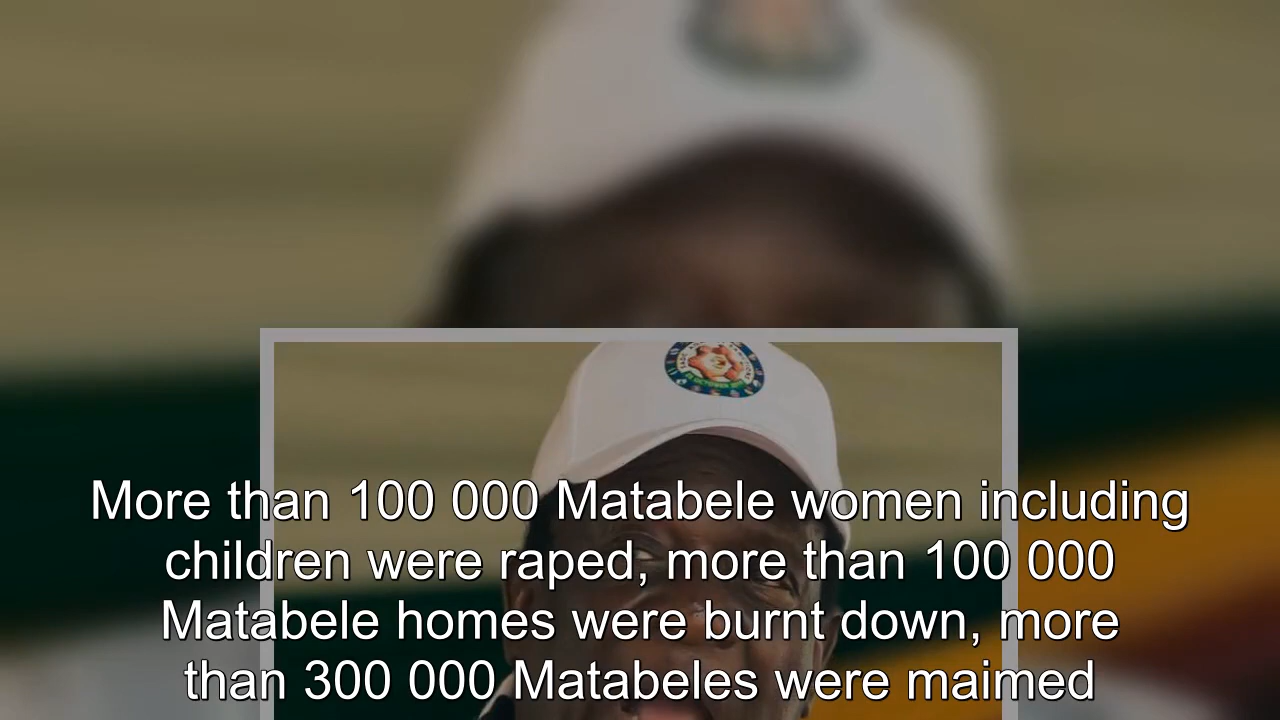 More than 100 000 Matabele women including
children were raped, more than 100 000
Matabele homes were burnt down, more
than 300 000 Matabeles were maimed